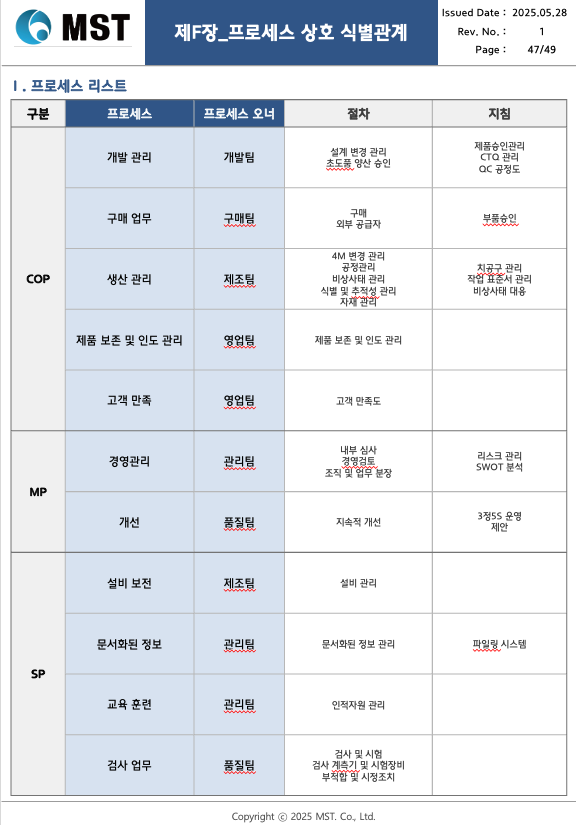 MST
제F장_프로세스 상호 식별관계
Issued Date : 2025.05.28
Rev. No. : 1
Page : 47/49
Ⅰ. 프로세스 리스트
구분 프로세스 프로세스 오너 절차 지침
COP
개발 관리 개발팀
설계 변경 관리
초도품 양산 승인
제품승인관리
CTQ 관리
QC 공정도
구매 업무 구매팀
구매
외부 공급자
부품승인
생산 관리 제조팀
4M 변경 관리
공정관리
비상사태 관리
식별 및 추적성 관리
자재 관리
치공구 관리
작업 표준서 관리
비상사태 대응
제품 보존 및 인도 관리 영업팀 제품 보존 및 인도 관리
고객 만족 영업팀 고객 만족도
MP
경영관리 관리팀
내부 심사
경영검토
조직 및 업무 분장
리스크 관리
SWOT 분석
개선 품질팀 지속적 개선
3정5S 운영
제안
SP
설비 보전 제조팀 설비 관리
문서화된 정보 관리팀 문서화된 정보 관리 파일링 시스템
교육 훈련 관리팀 인적자원 관리
검사 업무 품질팀
검사 및 시험
검사 계측기 및 시험장비
부적합 및 시정조치
Copyright ⓒ 2025 MST. Co., Ltd.